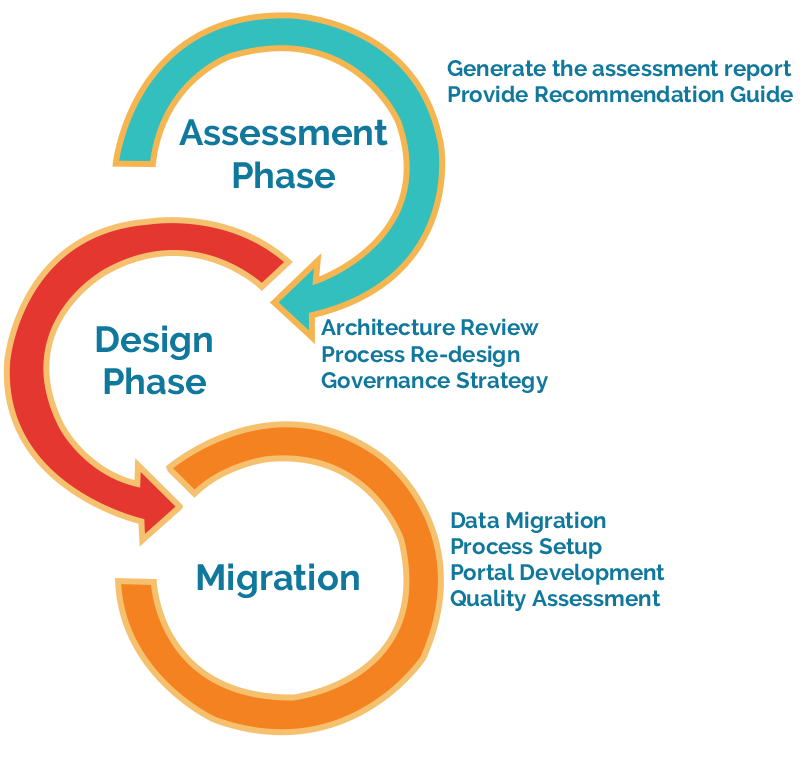 Generate the assessment report
Provide Recommendation Guide
Assessment
Phase
Architecture Review
Process Re-design
Governance Strategy
Design
Phase
Data Migration
Process Setup
Portal Development
Quality Assessment
Migration